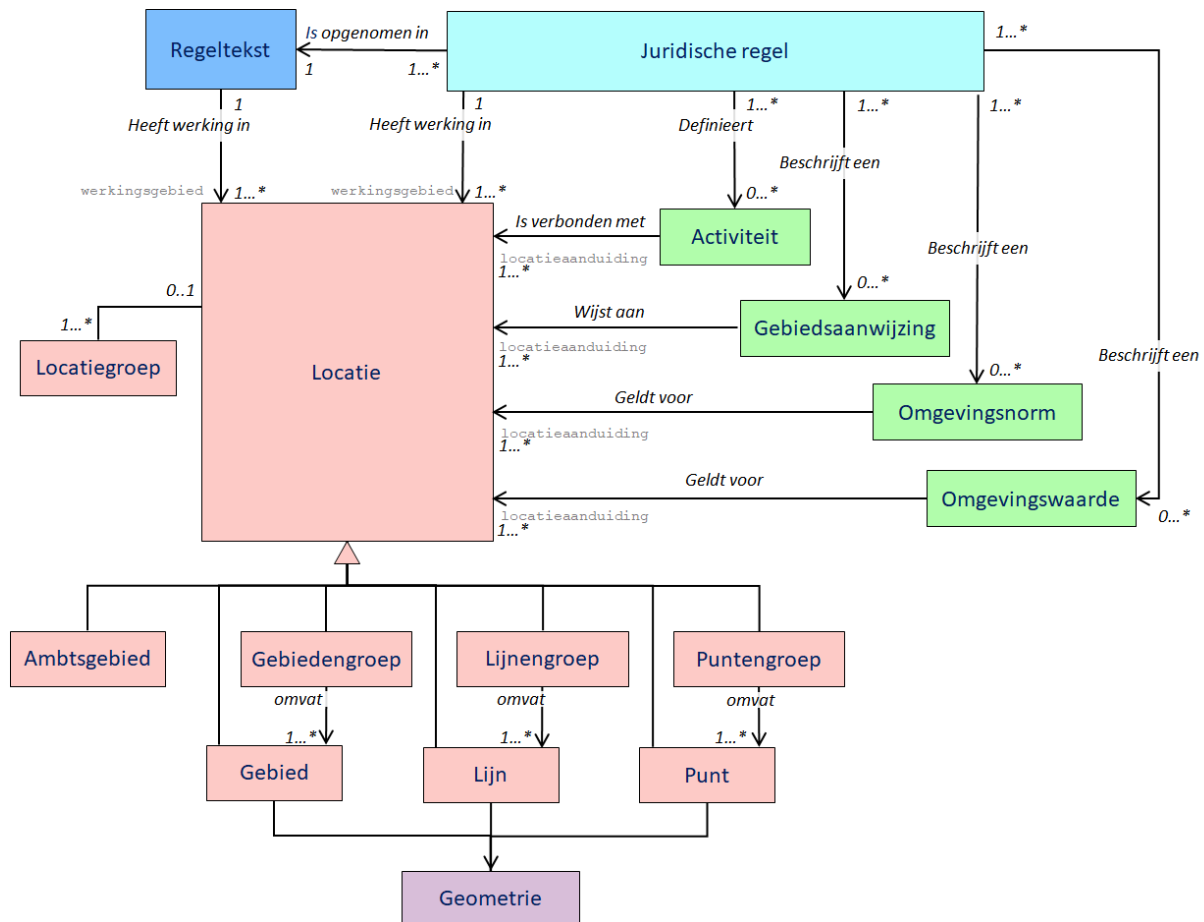 Regeltekst
Is opgenomen in
Juridische regel
1...*
1
1...*
1
1
1...*
1...*
1...*
Heeft werking in
Heeft werking in
Definieert
Beschrijft een
werkingsgebied
1...*
werkingsgebied
1...*
0...*
Is verbonden met
Activiteit
Beschrijft een
locatieaanduiding
1...*
0..1
0...*
Wijst aan
Gebiedsaanwijzing
1...*
locatieaanduiding
1...*
Beschrijft een
Locatiegroep
Locatie
0...*
Geldt voor
Omgevingsnorm
locatieaanduiding
1...*
Geldt voor
Omgevingswaarde
locatieaanduiding
0...*
1...*
Ambtsgebied
Gebiedengroep
Lijnengroep
Puntengroep
omvat
omvat
omvat
1...*
1...*
1...*
Gebied
Lijn
Punt
Geometrie